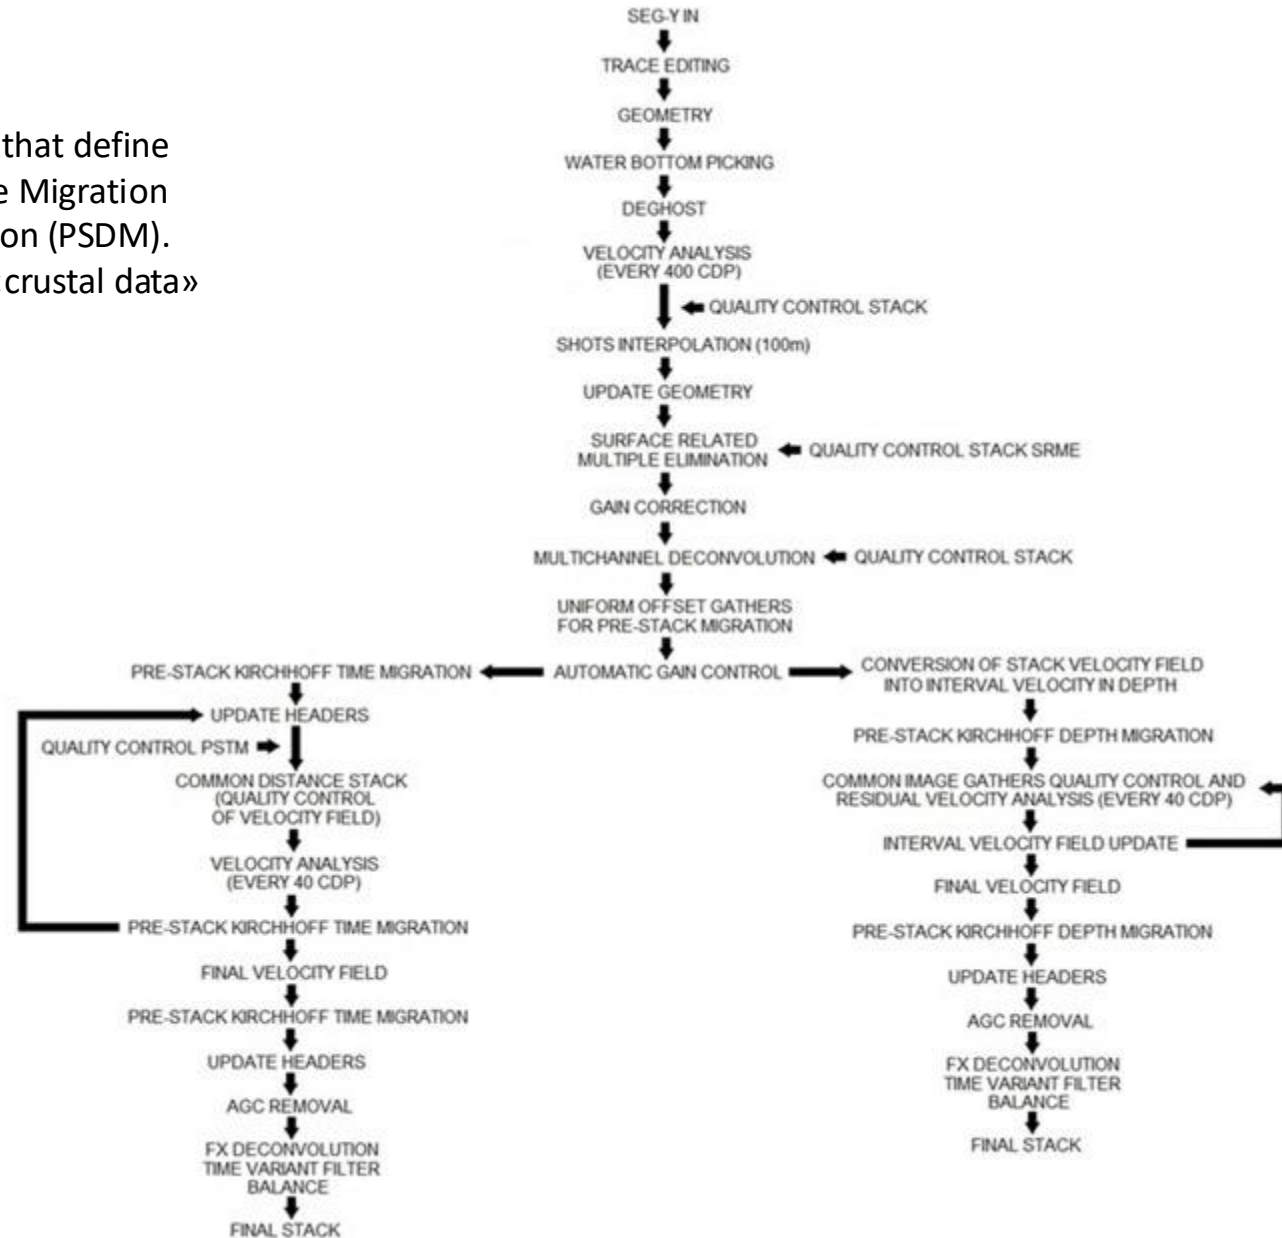 that define
e Migration
on (PSDM).
crustal data»
SEG-Y IN
TRACE EDITING
GEOMETRY
WATER BOTTOM PICKING
DEGHOST
VELOCITY ANALYSIS
(EVERY 400 CDP)
QUALITY CONTROL STACK
SHOTS INTERPOLATION (100m)
UPDATE GEOMETRY
SURFACE RELATED
MULTIPLE ELIMINATION
QUALITY CONTROL STACK SRME
GAIN CORRECTION
MULTICHANNEL DECONVOLUTION
QUALITY CONTROL STACK
UNIFORM OFFSET GATHERS
FOR PRE-STACK MIGRATION
AUTOMATIC GAIN CONTROL
PRE-STACK KIRCHHOFF TIME MIGRATION
UPDATE HEADERS
QUALITY CONTROL PSTM
COMMON DISTANCE STACK
(QUALITY CONTROL
OF VELOCITY FIELD)
VELOCITY ANALYSIS
(EVERY 40 CDP)
PRE-STACK KIRCHHOFF TIME MIGRATION
FINAL VELOCITY FIELD
PRE-STACK KIRCHHOFF TIME MIGRATION
UPDATE HEADERS
AGC REMOVAL
FX DECONVOLUTION
TIME VARIANT FILTER
BALANCE
FINAL STACK
CONVERSION OF STACK VELOCITY FIELD
INTO INTERVAL VELOCITY IN DEPTH
PRE-STACK KIRCHHOFF DEPTH MIGRATION
COMMON IMAGE GATHERS QUALITY CONTROL AND
RESIDUAL VELOCITY ANALYSIS (EVERY 40 CDP)
INTERVAL VELOCITY FIELD UPDATE
FINAL VELOCITY FIELD
PRE-STACK KIRCHHOFF DEPTH MIGRATION
UPDATE HEADERS
AGC REMOVAL
FX DECONVOLUTION
TIME VARIANT FILTER
BALANCE
FINAL STACK